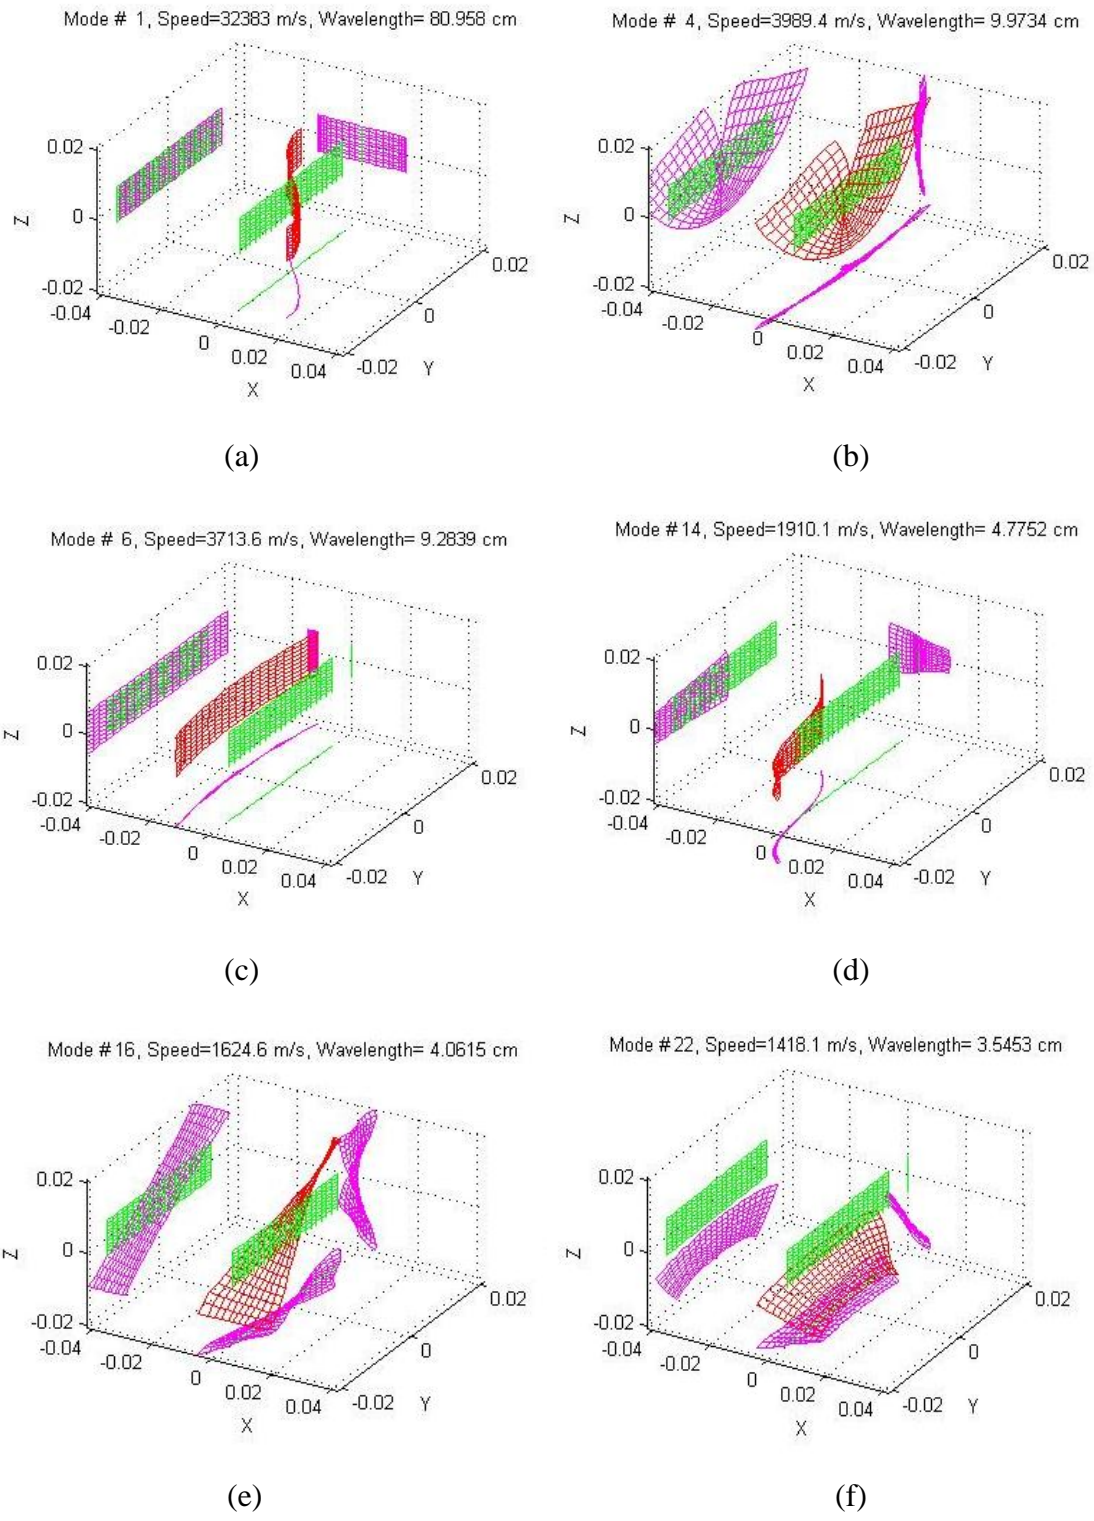 Mode # 1, Speed=32383 m/s, Wavelength= 80.958 cm
0.02
0
-0.02
Z
-0.04
-0.02
0
0.02
0.04
X
-0.02
0
0.02
Y
(a)
Mode # 4, Speed=3989.4 m/s, Wavelength= 9.9734 cm
0.02
0
-0.02
Z
-0.04
-0.02
0
0.02
0.04
X
-0.02
0
0.02
Y
(b)
Mode # 6, Speed=3713.6 m/s, Wavelength= 9.2839 cm
0.02
0
-0.02
Z
-0.04
-0.02
0
0.02
0.04
X
-0.02
0
0.02
Y
(c)
Mode # 14, Speed=1910.1 m/s, Wavelength= 4.7752 cm
0.02
0
-0.02
Z
-0.04
-0.02
0
0.02
0.04
X
-0.02
0
0.02
Y
(d)
Mode # 16, Speed=1624.6 m/s, Wavelength= 4.0615 cm
0.02
0
-0.02
Z
-0.04
-0.02
0
0.02
0.04
X
-0.02
0
0.02
Y
(e)
Mode # 22, Speed=1418.1 m/s, Wavelength= 3.5453 cm
0.02
0
-0.02
Z
-0.04
-0.02
0
0.02
0.04
X
-0.02
0
0.02
Y
(f)